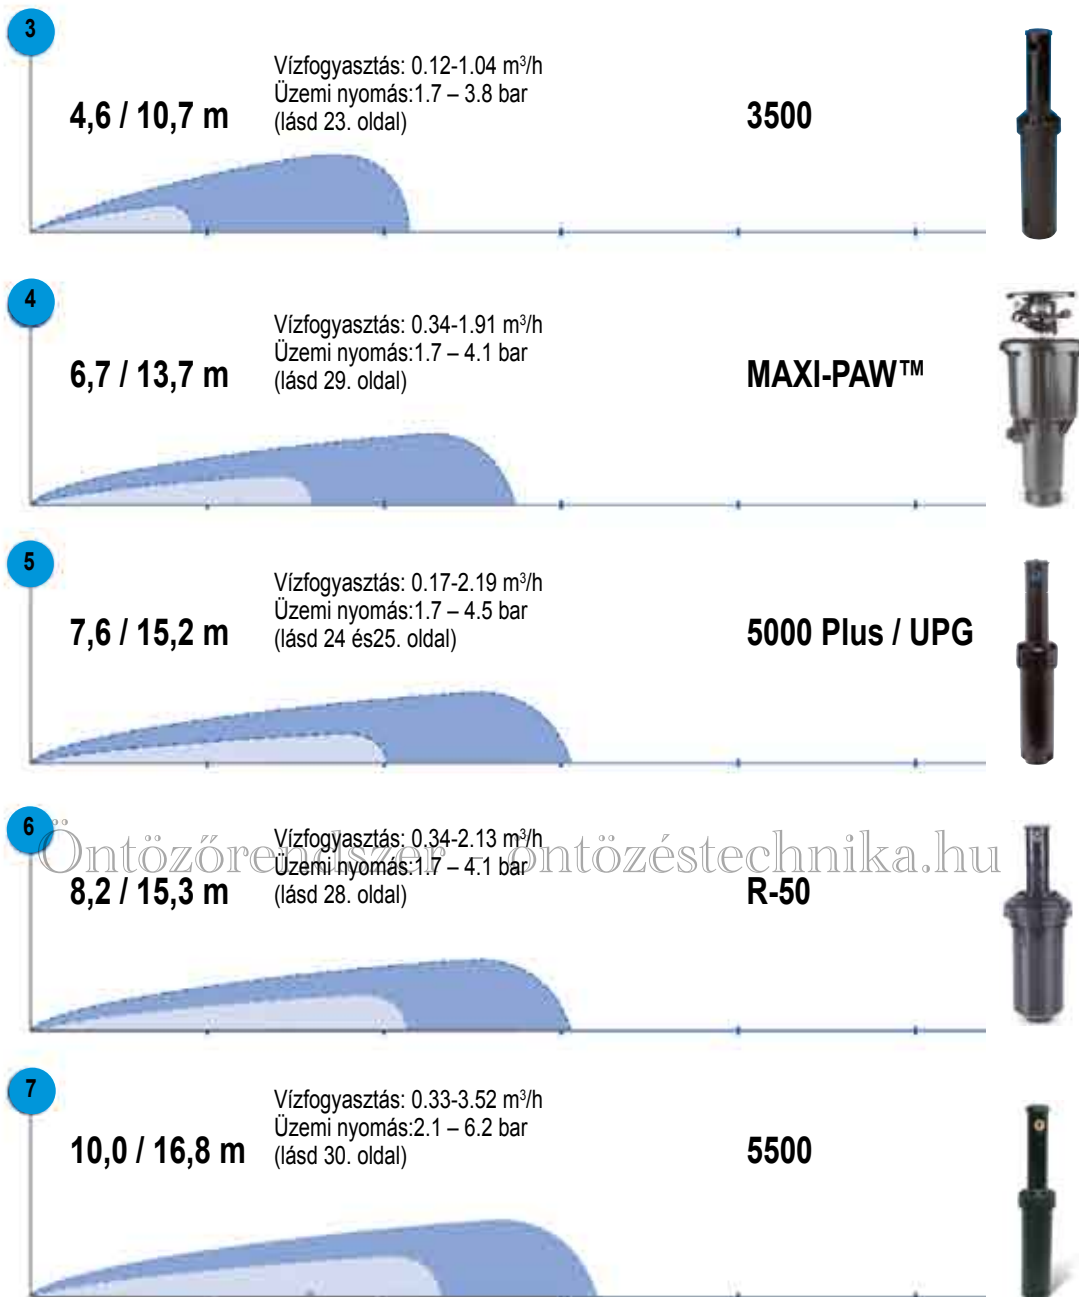 3
Vízfogyasztás: 0.12-1.04 m³/h
Üzemi nyomás:1.7 – 3.8 bar
(lásd 23. oldal)
4,6 / 10,7 m
3500
4
Vízfogyasztás: 0.34-1.91 m³/h
Üzemi nyomás:1.7 – 4.1 bar
(lásd 29. oldal)
6,7 / 13,7 m
MAXI-PAW™
5
Vízfogyasztás: 0.17-2.19 m³/h
Üzemi nyomás:1.7 – 4.5 bar
(lásd 24 és25. oldal)
7,6 / 15,2 m
5000 Plus / UPG
6
Vízfogyasztás: 0.34-2.13 m³/h
Üzemi nyomás:1.7 – 4.1 bar
(lásd 28. oldal)
8,2 / 15,3 m
R-50
Öntözőrendszer - öntözéstechnika.hu
7
Vízfogyasztás: 0.33-3.52 m³/h
Üzemi nyomás:2.1 – 6.2 bar
(lásd 30. oldal)
10,0 / 16,8 m
5500